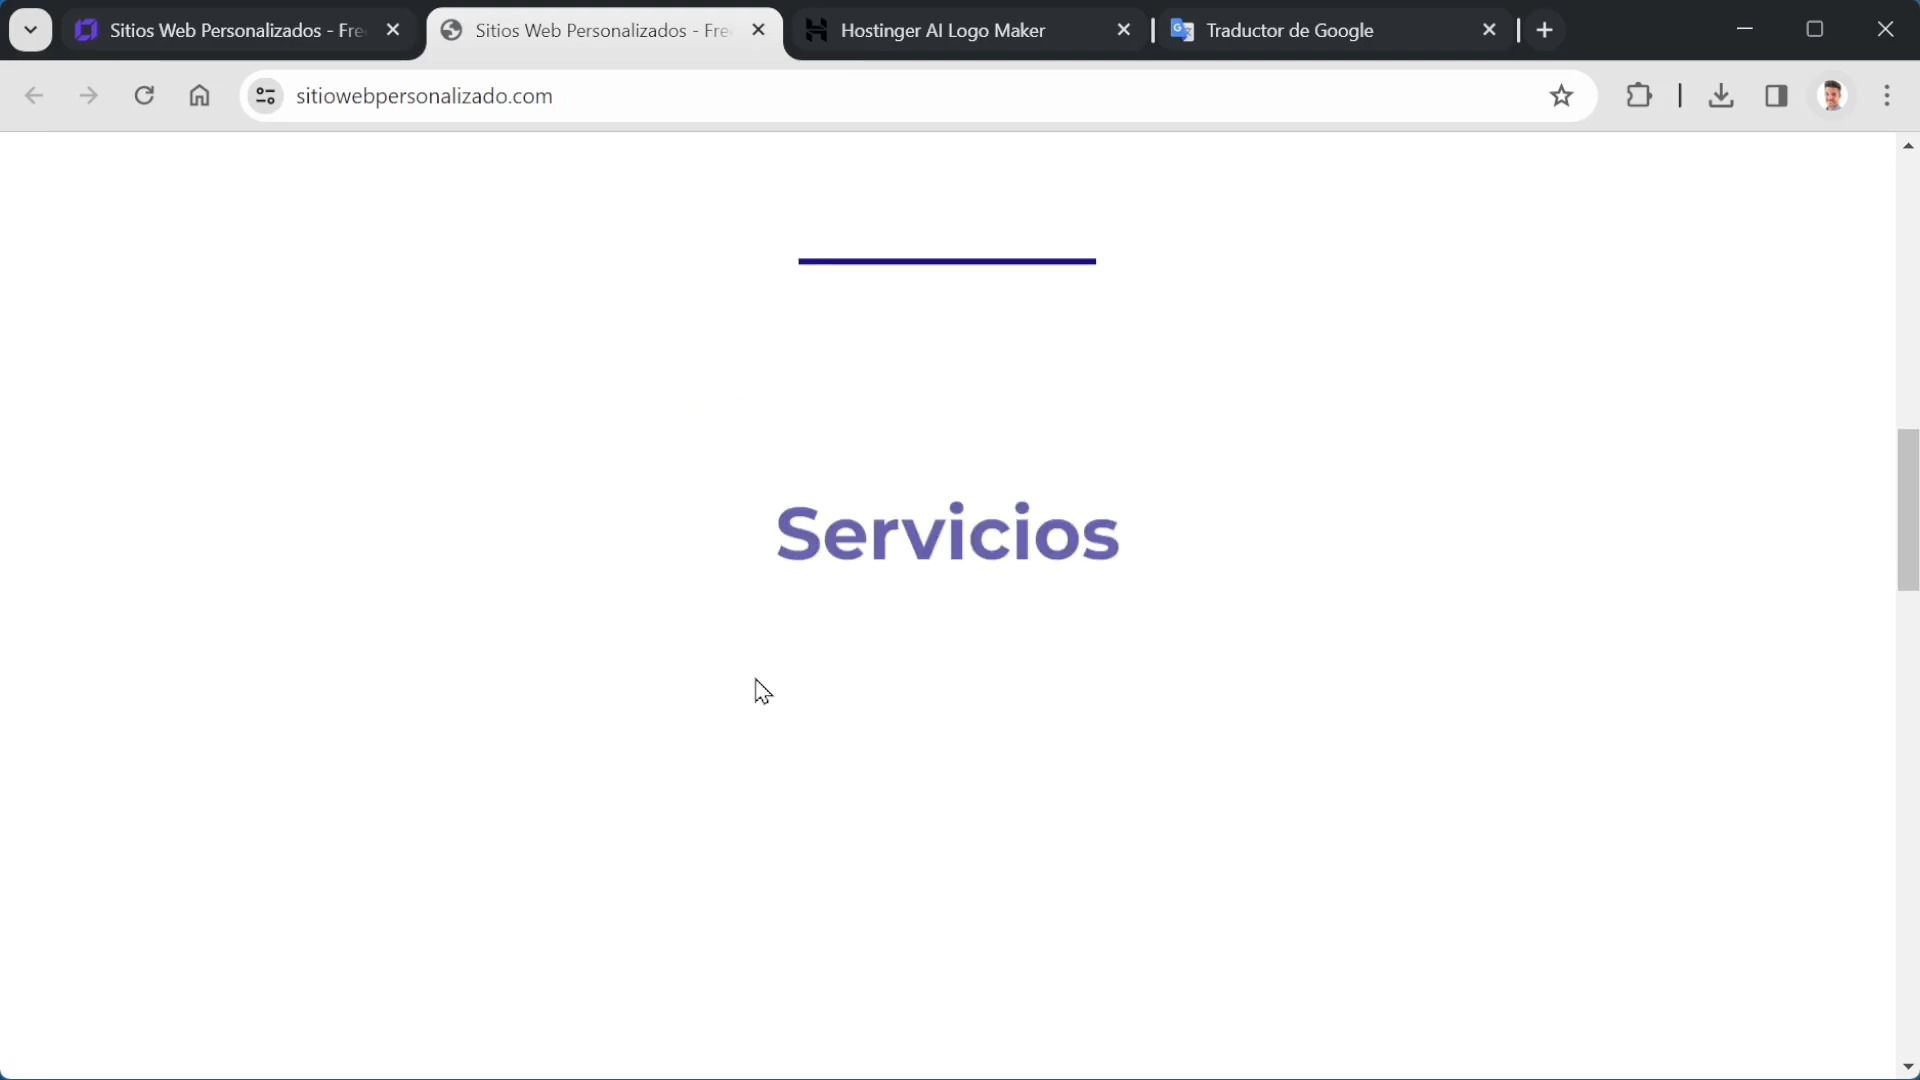 Sitios Web Personalizados - Fre
Sitios Web Personalizados - Fre
Hostinger AI Logo Maker
Traductor de Google
sitiowebpersonalizado.com
Servicios